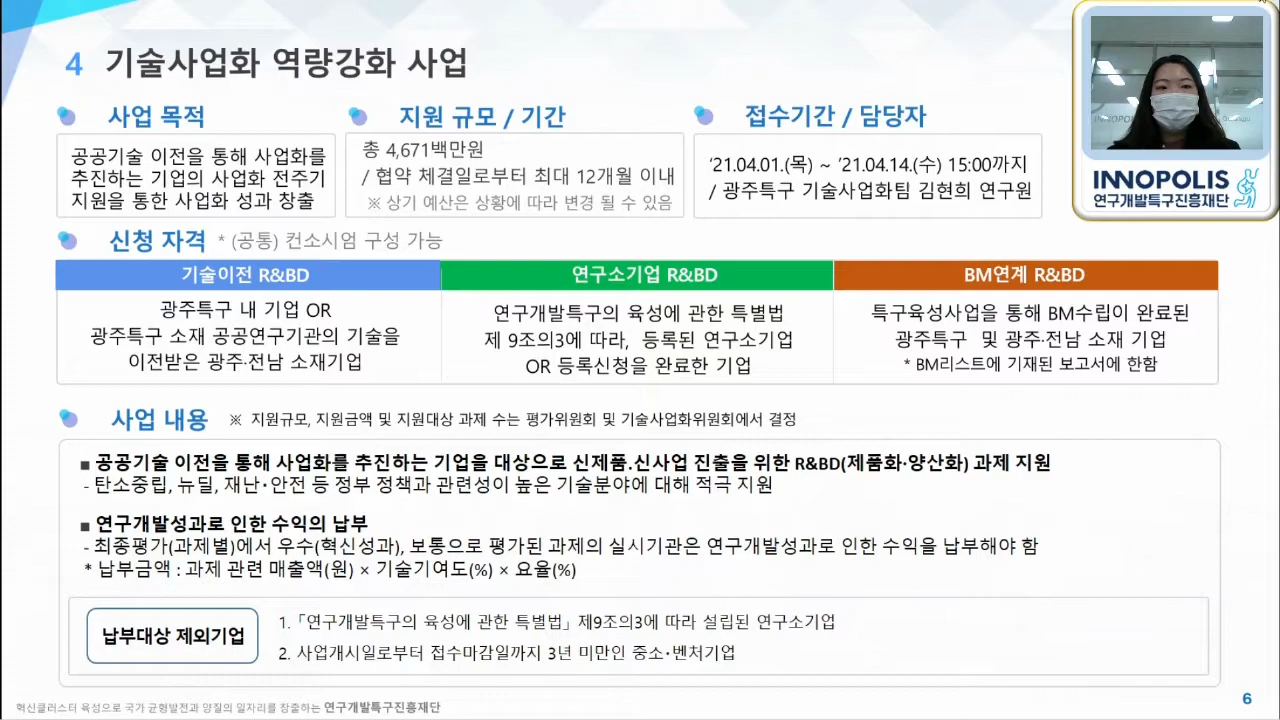 4 기술사업화 역량강화 사업
사업 목적
공공기술 이전을 통해 사업화를
추진하는 기업의 사업화 전주기
지원을 통한 사업화 성과 창출
지원 규모 / 기간
총 4,671백만원
/ 협약 체결일로부터 최대 12개월 이내
※ 상기 예산은 상황에 따라 변경 될 수 있음
접수기간 / 담당자
‘21.04.01.(목) ~ ’21.04.14.(수) 15:00까지
/ 광주특구 기술사업화팀 김현희 연구원
INNOPOLIS
연구개발특구진흥재단
신청 자격 * (공통) 컨소시엄 구성 가능
기술이전 R&BD
광주특구 내 기업 OR
광주특구 소재 공공연구기관의 기술을
이전받은 광주·전남 소재기업
연구소기업 R&BD
연구개발특구의 육성에 관한 특별법
제 9조의3에 따라, 등록된 연구소기업
OR 등록신청을 완료한 기업
BM연계 R&BD
특구육성사업을 통해 BM수립이 완료된
광주특구 및 광주·전남 소재 기업
* BM리스트에 기재된 보고서에 한함
사업 내용 ※ 지원규모, 지원금액 및 지원대상 과제 수는 평가위원회 및 기술사업화위원회에서 결정
■ 공공기술 이전을 통해 사업화를 추진하는 기업을 대상으로 신제품.신사업 진출을 위한 R&BD(제품화·양산화) 과제 지원
- 탄소중립, 뉴딜, 재난·안전 등 정부 정책과 관련성이 높은 기술분야에 대해 적극 지원
■ 연구개발성과로 인한 수익의 납부
- 최종평가(과제별)에서 우수(혁신성과), 보통으로 평가된 과제의 실시기관은 연구개발성과로 인한 수익을 납부해야 함
* 납부금액 : 과제 관련 매출액(원) × 기술기여도(%) × 요율(%)
납부대상 제외기업
1.「연구개발특구의 육성에 관한 특별법」 제9조의3에 따라 설립된 연구소기업
2. 사업개시일로부터 접수마감일까지 3년 미만인 중소·벤처기업
혁신클러스터 육성으로 국가 균형발전과 양질의 일자리를 창출하는 연구개발특구진흥재단
6